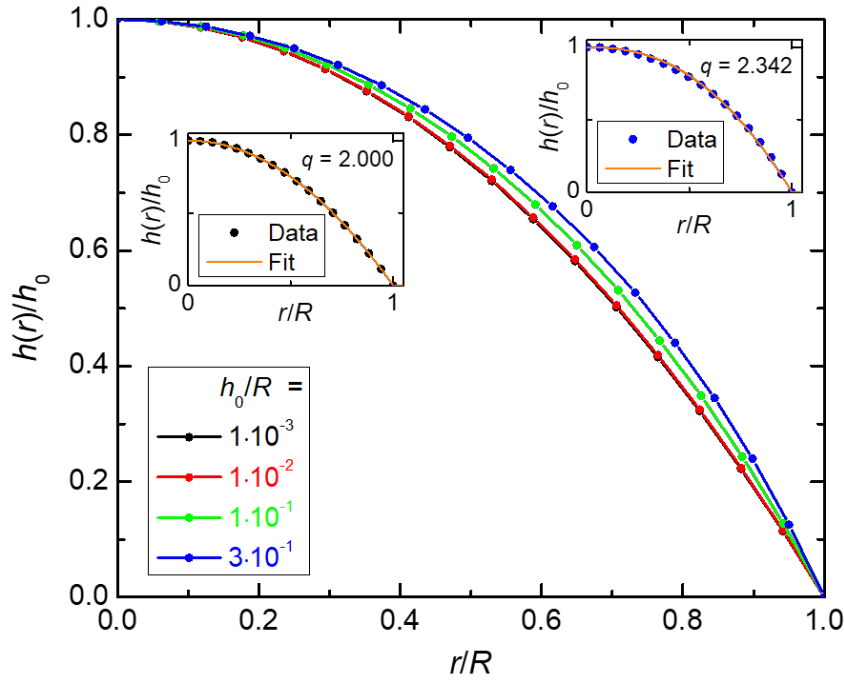 1.0
0.8
0.6
0.4
0.2
0.0
h(r)/h₀
0.0
0.2
0.4
0.6
0.8
1.0
r/R
1
0
h(r)/h₀
q = 2.000
Data
Fit
0
1
r/R
1
0
h(r)/h₀
q = 2.342
Data
Fit
0
1
r/R
h₀/R =
1·10⁻³
1·10⁻²
1·10⁻¹
3·10⁻¹